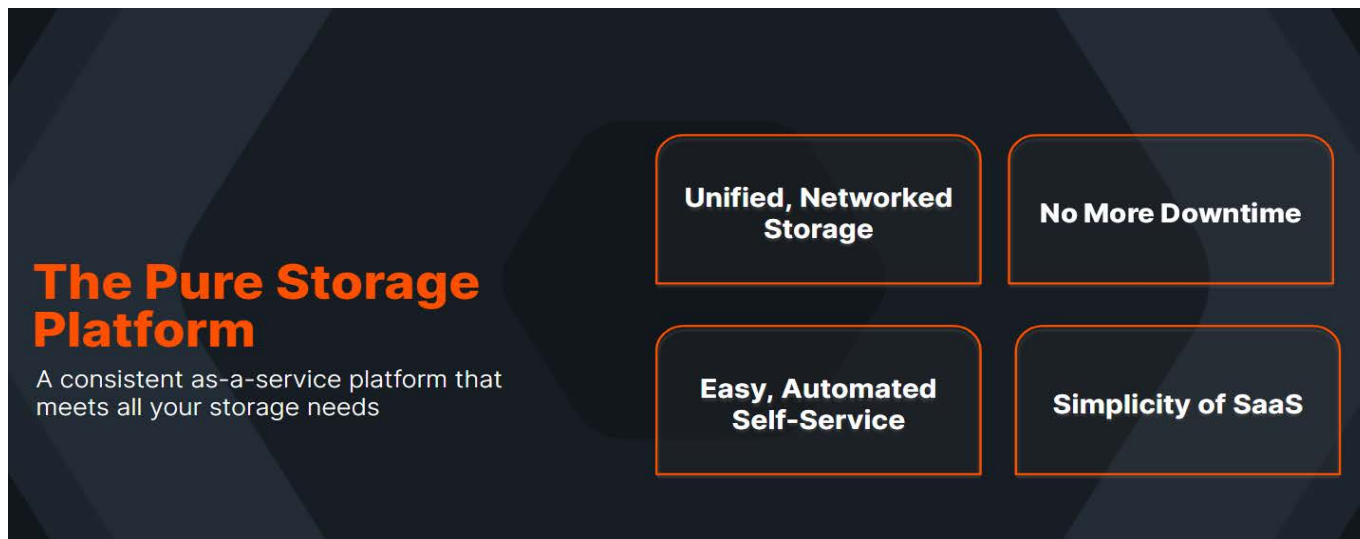 The Pure Storage
Platform
A consistent as-a-service platform that
meets all your storage needs
Unified, Networked
Storage
No More Downtime
Easy, Automated
Self-Service
Simplicity of SaaS